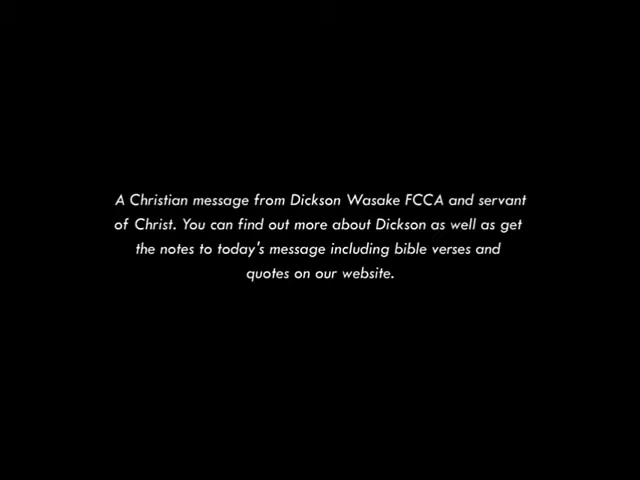 A Christian message from Dickson Wasake FCCA and servant
of Christ. You can find out more about Dickson as well as get
the notes to today's message including bible verses and
quotes on our website.